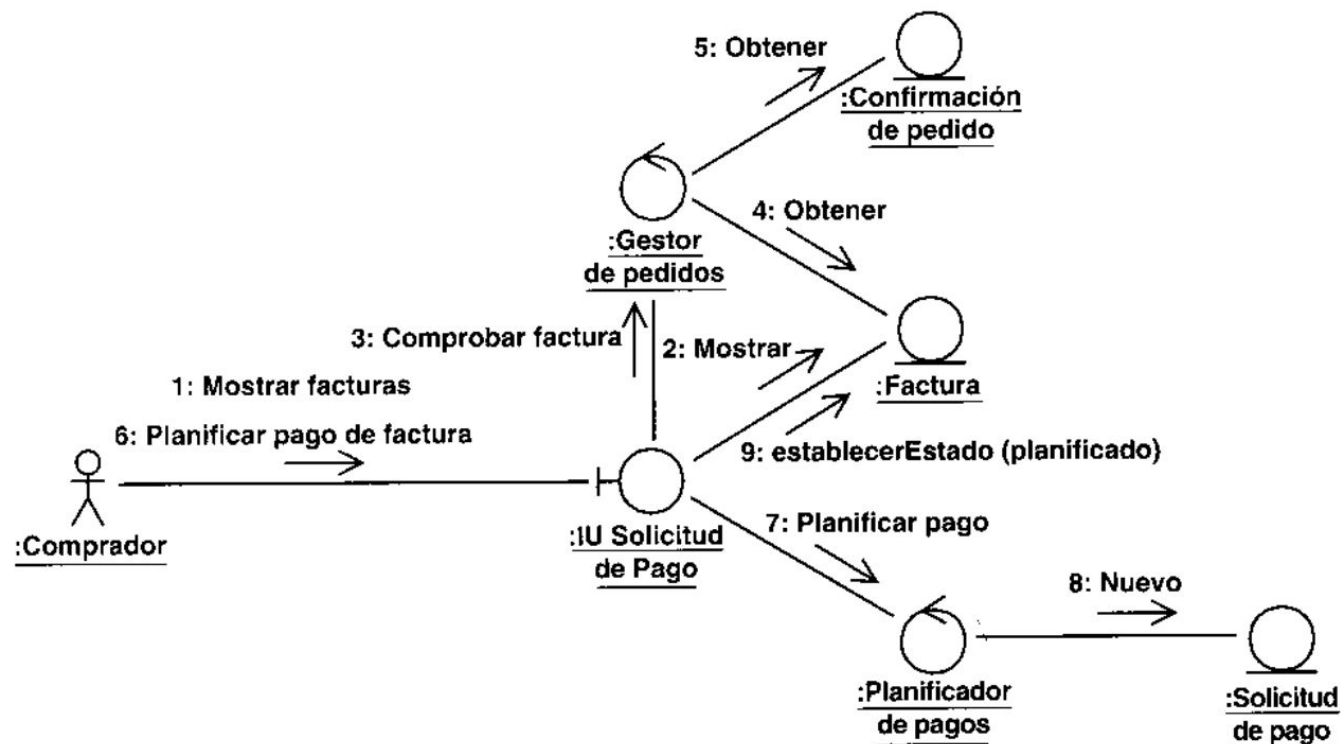 5: Obtener
:Confirmación
de pedido
4: Obtener
:Gestor
de pedidos
3: Comprobar factura
2: Mostrar
:Factura
1: Mostrar facturas
6: Planificar pago de factura
9: establecerEstado (planificado)
:Comprador
:IU Solicitud
de Pago
7: Planificar pago
8: Nuevo
:Planificador
de pagos
:Solicitud
de pago